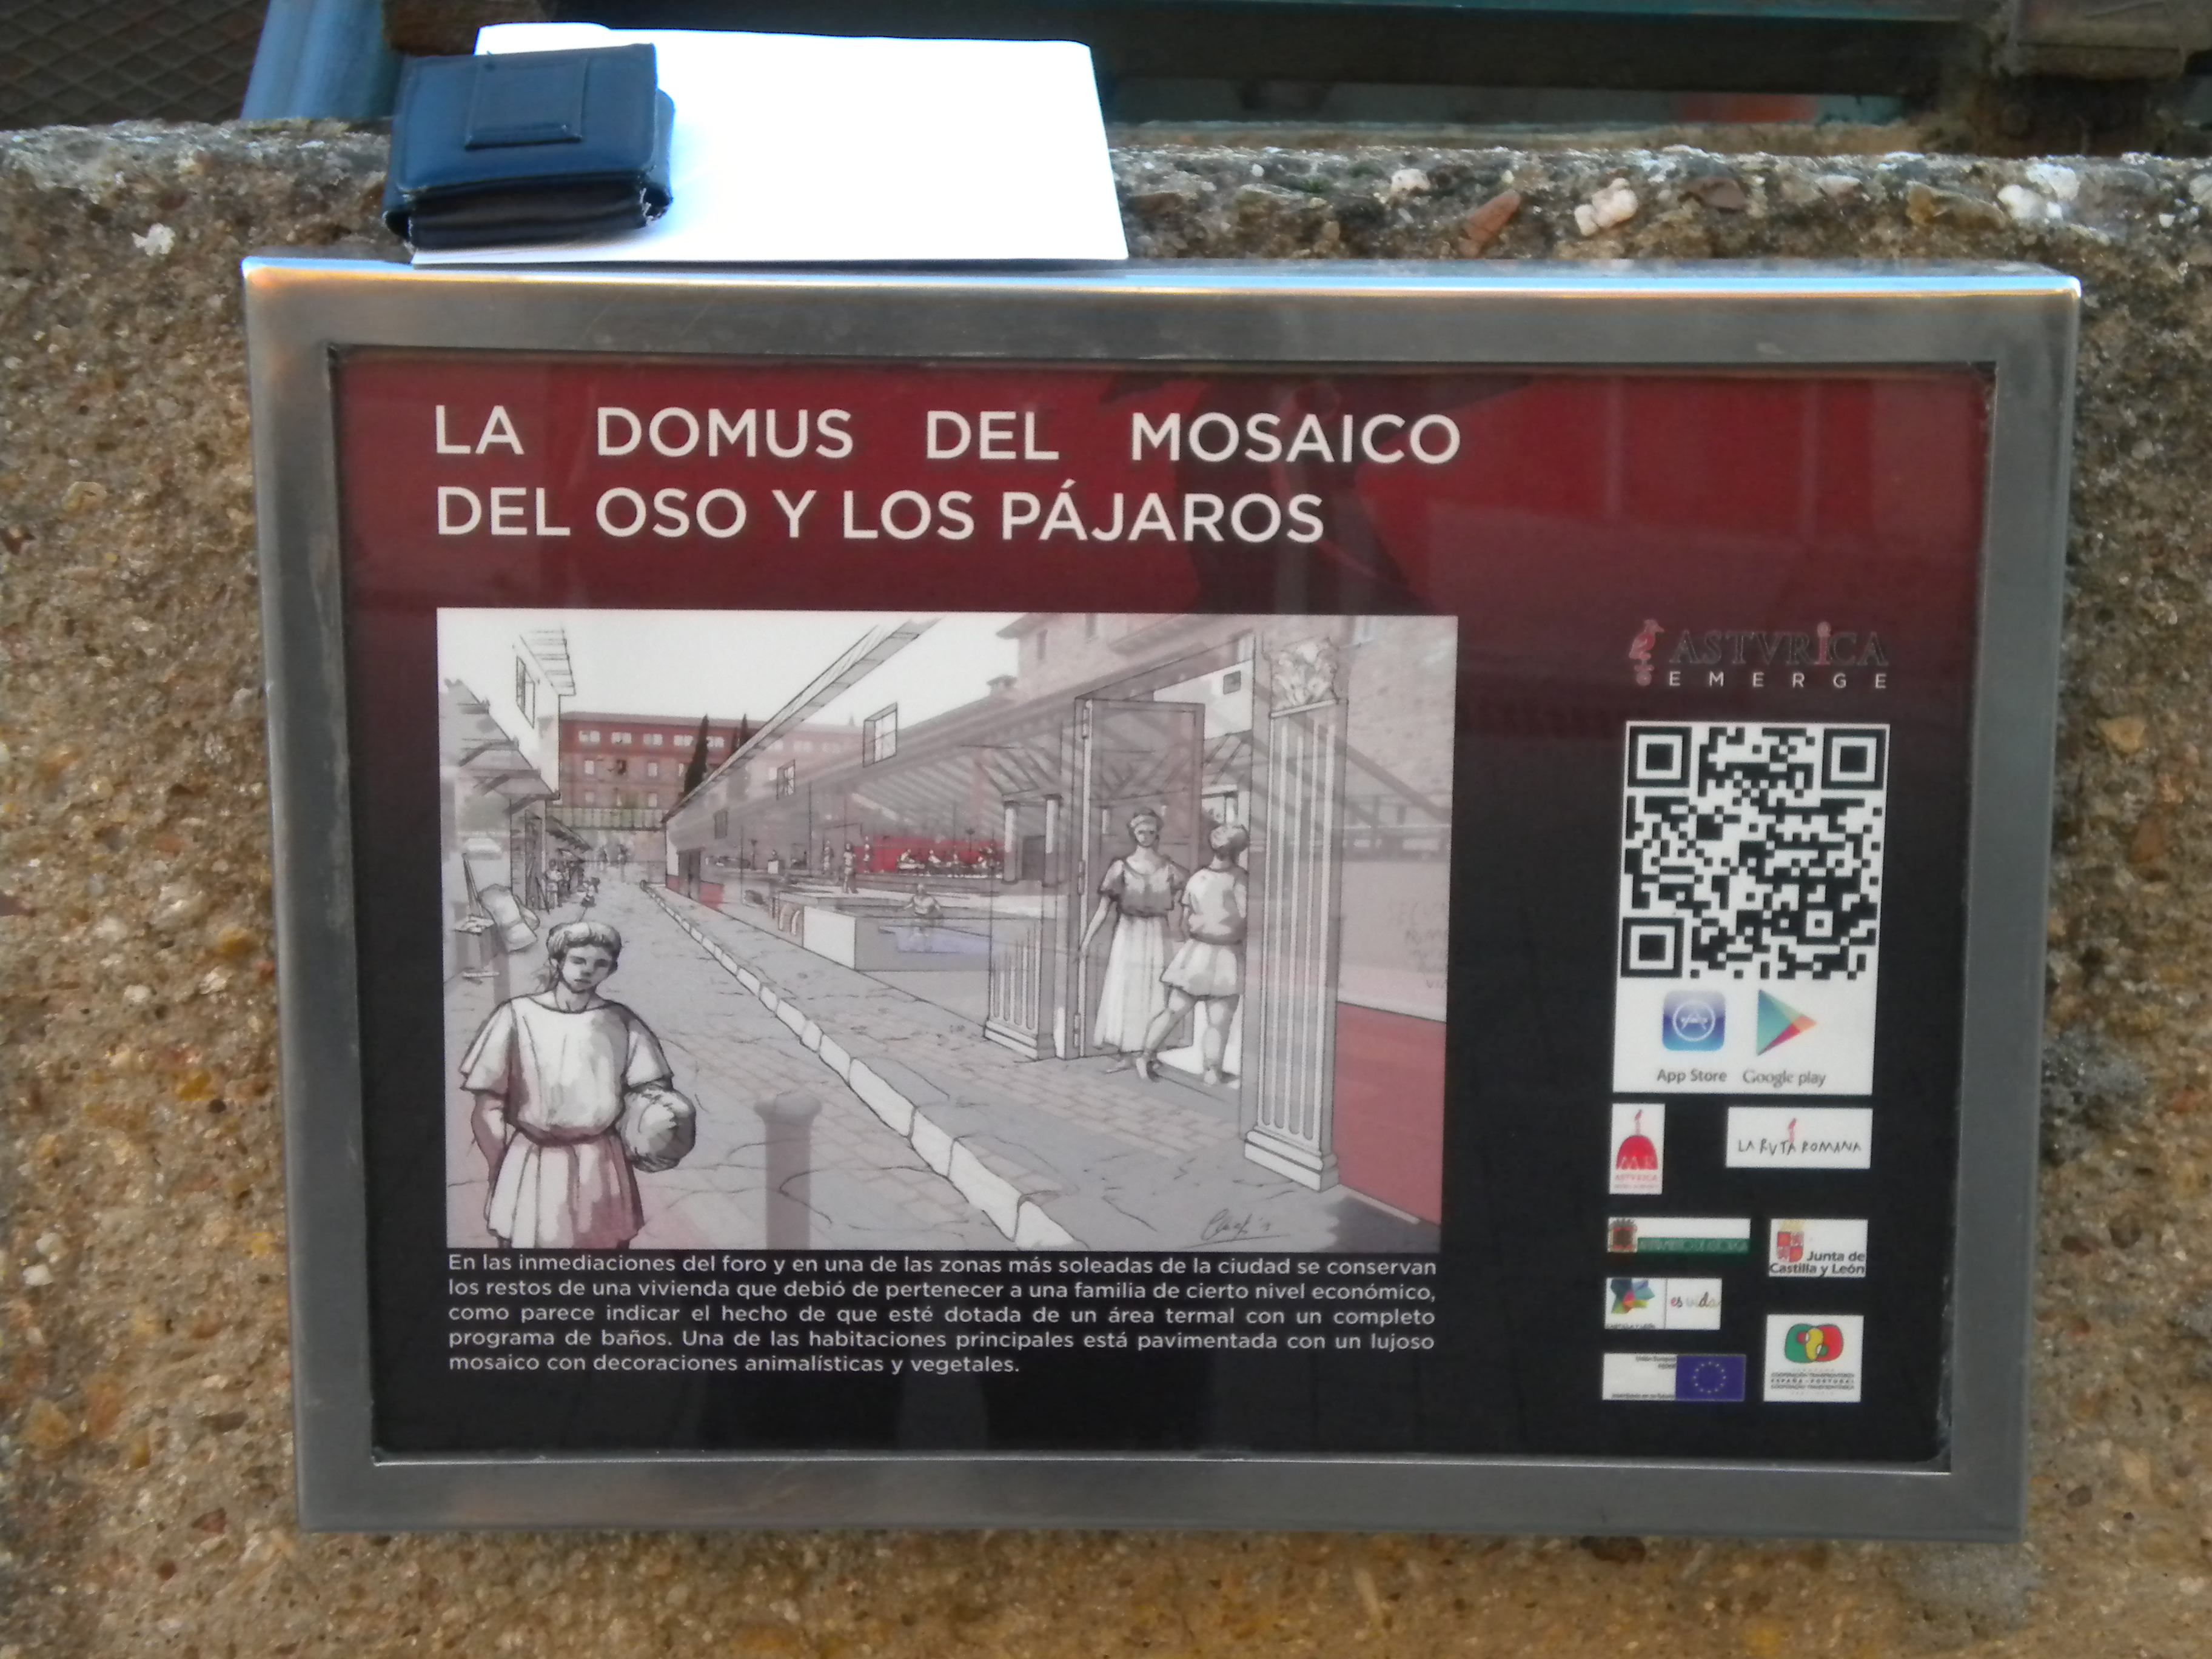 LA DOMUS DEL MOSAICO
DEL OSO Y LOS PÁJAROS
ASTVRICA
EMERGE
App Store Google play
LA RVTA ROMANA
En las inmediaciones del foro y en una de las zonas más soleadas de la ciudad se conservan
los restos de una vivienda que debió de pertenecer a una familia de cierto nivel económico,
como parece indicar el hecho de que esté dotada de un área termal con un completo
programa de baños. Una de las habitaciones principales está pavimentada con un lujoso
mosaico con decoraciones animalísticas y vegetales.
Junta de
Castilla y León
es vida